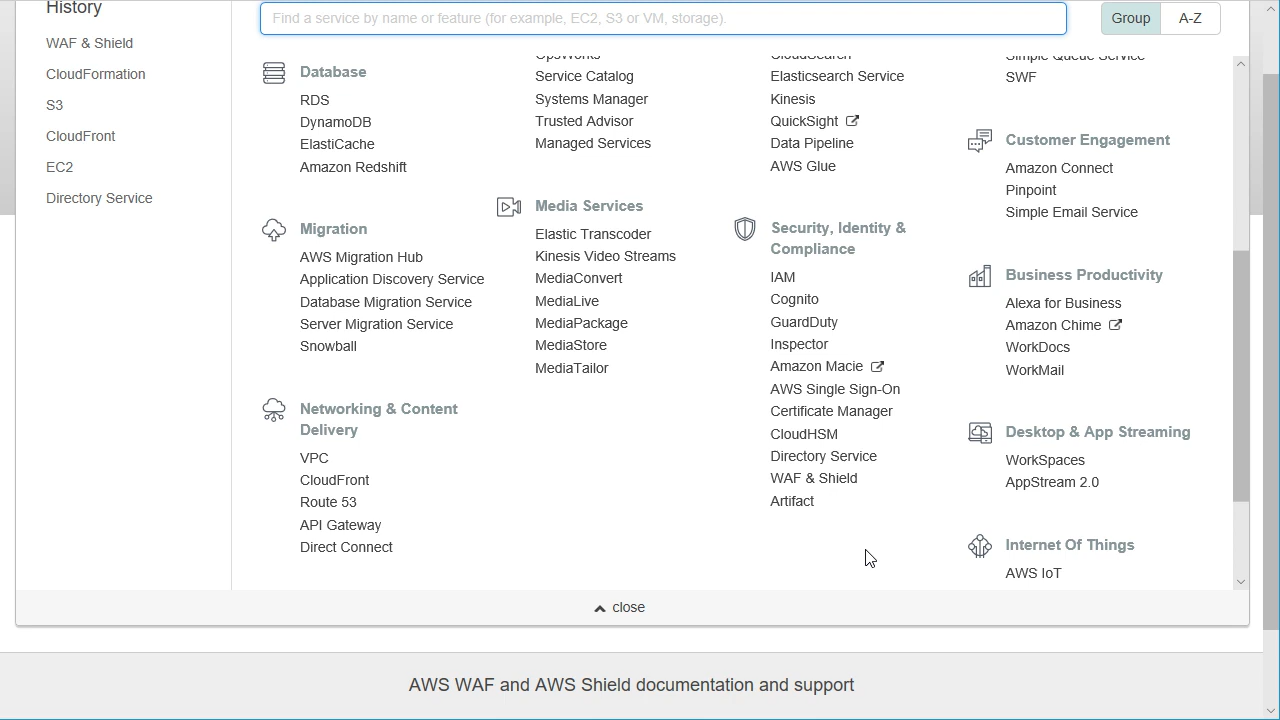 History
WAF & Shield
CloudFormation
S3
CloudFront
EC2
Directory Service
Find a service by name or feature (for example, EC2, S3 or VM, storage).
Group
A-Z
Database
RDS
DynamoDB
ElastiCache
Amazon Redshift
Migration
AWS Migration Hub
Application Discovery Service
Database Migration Service
Server Migration Service
Snowball
Networking & Content
Delivery
VPC
CloudFront
Route 53
API Gateway
Direct Connect
OpsWorks
Service Catalog
Systems Manager
Trusted Advisor
Managed Services
Media Services
Elastic Transcoder
Kinesis Video Streams
MediaConvert
MediaLive
MediaPackage
MediaStore
MediaTailor
CloudSearch
Elasticsearch Service
Kinesis
QuickSight
Data Pipeline
AWS Glue
Security, Identity &
Compliance
IAM
Cognito
GuardDuty
Inspector
Amazon Macie
AWS Single Sign-On
Certificate Manager
CloudHSM
Directory Service
WAF & Shield
Artifact
Simple Queue Service
SWF
Customer Engagement
Amazon Connect
Pinpoint
Simple Email Service
Business Productivity
Alexa for Business
Amazon Chime
WorkDocs
WorkMail
Desktop & App Streaming
WorkSpaces
AppStream 2.0
Internet Of Things
AWS IoT
close
AWS WAF and AWS Shield documentation and support